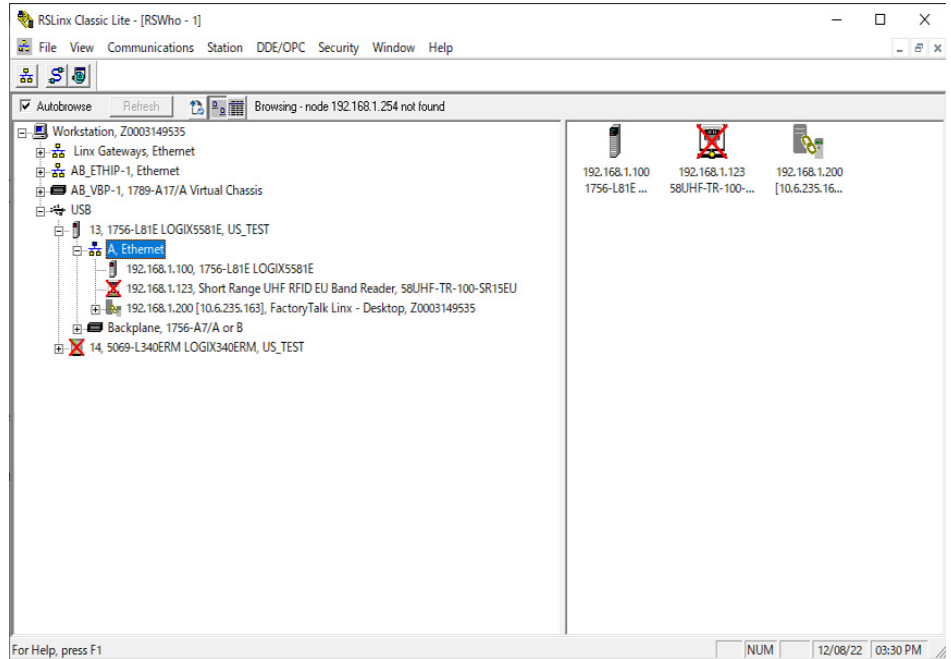 RSLinx Classic Lite - [RSWho - 1]
File View Communications Station DDE/OPC Security Window Help
Autobrowse Refresh Browsing - node 192.168.1.254 not found
Workstation, Z0003149535
Linx Gateways, Ethernet
AB_ETHIP-1, Ethernet
AB_VBP-1, 1789-A17/A Virtual Chassis
USB
13, 1756-L81E LOGIX5581E, US_TEST
A, Ethernet
192.168.1.100, 1756-L81E LOGIX5581E
192.168.1.123, Short Range UHF RFID EU Band Reader, 58UHF-TR-100-SR15EU
192.168.1.200 [10.6.235.163], FactoryTalk Linx - Desktop, Z0003149535
Backplane, 1756-A7/A or B
14, 5069-L340ERM LOGIX340ERM, US_TEST
192.168.1.100
1756-L81E ...
192.168.1.123
58UHF-TR-100-...
192.168.1.200
[10.6.235.16...
For Help, press F1
NUM 12/08/22 03:30 PM